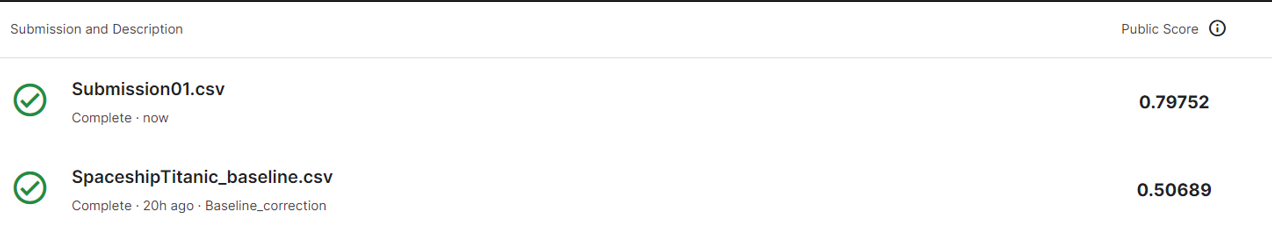 Submission and Description Public Score
Submission01.csv
Complete · now
0.79752
SpaceshipTitanic_baseline.csv
Complete · 20h ago · Baseline_correction
0.50689